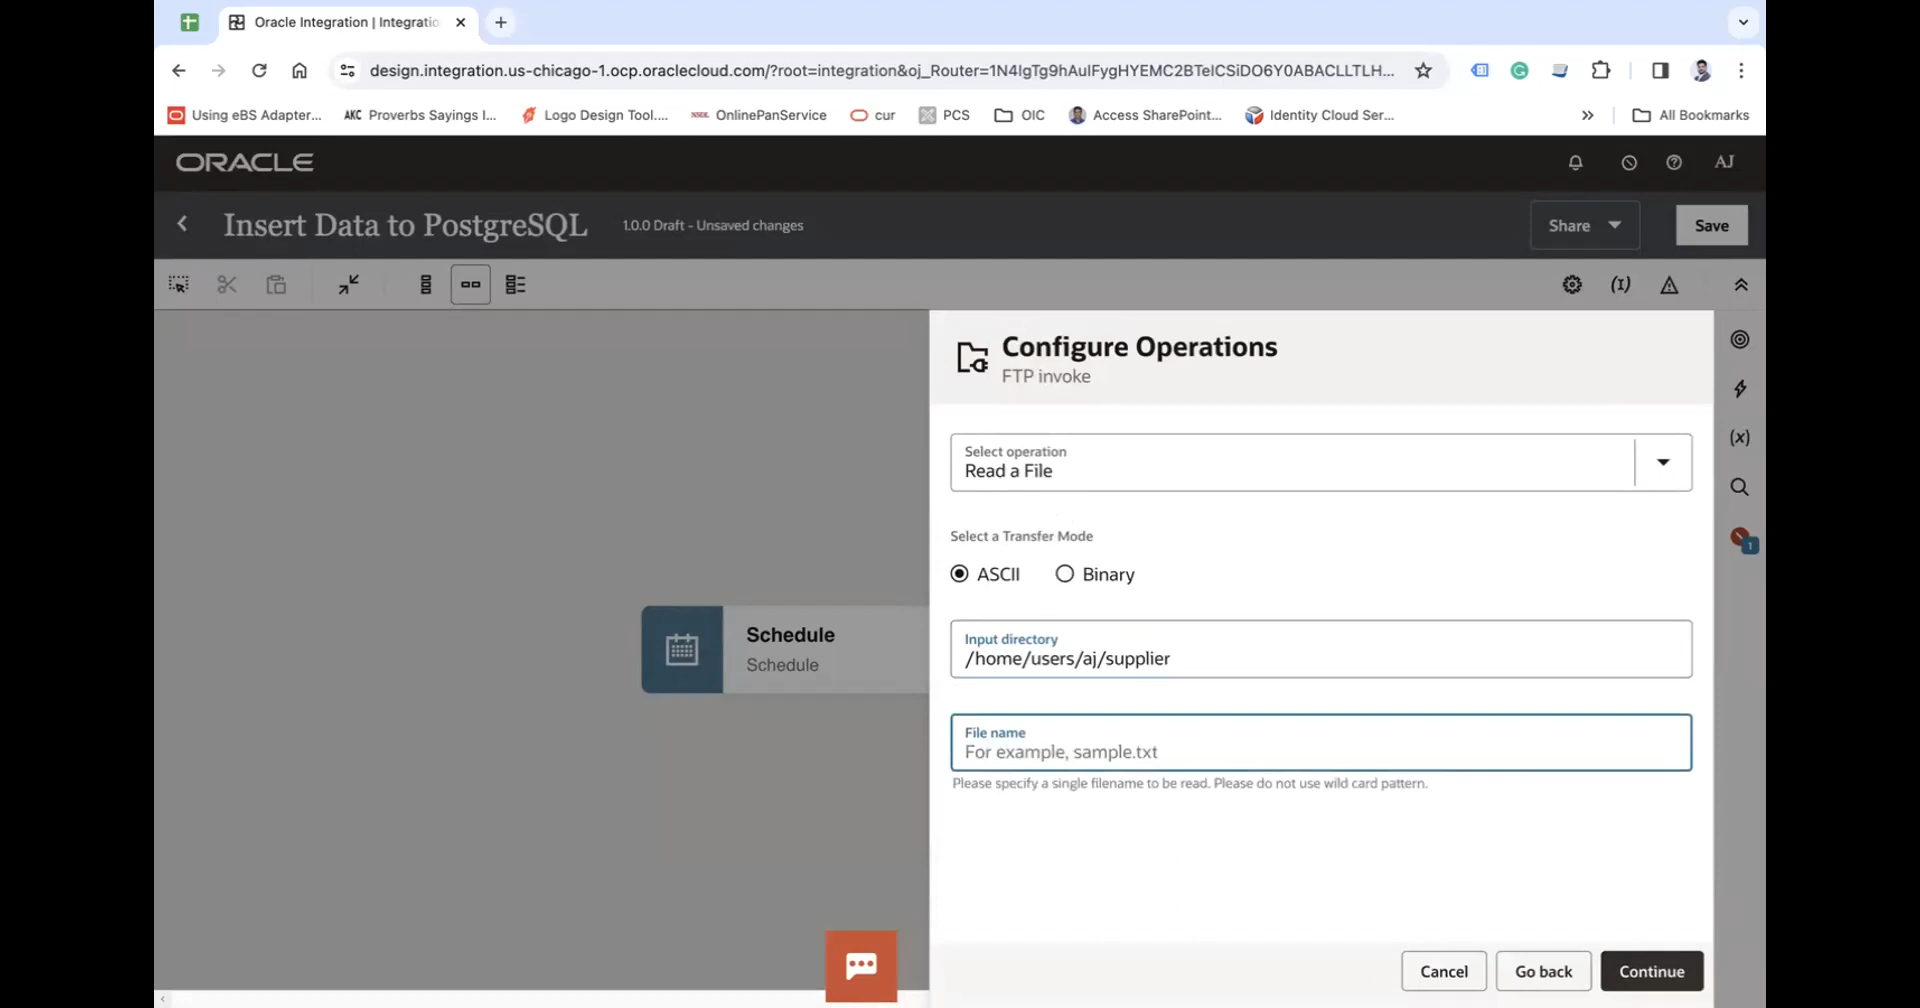 Oracle Integration | Integratio
design.integration.us-chicago-1.ocp.oraclecloud.com/?root=integration&oj_Router=1N4IgTg9hAuIFygHYEMC2BTeICSiDO6Y0ABACLLTLH...
Using eBS Adapter... AKC Proverbs Sayings I... Logo Design Tool.... NSDL OnlinePanService cur PCS OIC Access SharePoint... Identity Cloud Ser... » All Bookmarks
ORACLE AJ
Insert Data to PostgreSQL 1.0.0 Draft - Unsaved changes Share Save
Configure Operations
FTP invoke
Select operation
Read a File
Select a Transfer Mode
ASCII Binary
Schedule
Schedule
Input directory
/home/users/aj/supplier
File name
For example, sample.txt
Please specify a single filename to be read. Please do not use wild card pattern.
(x)
1
Cancel Go back Continue